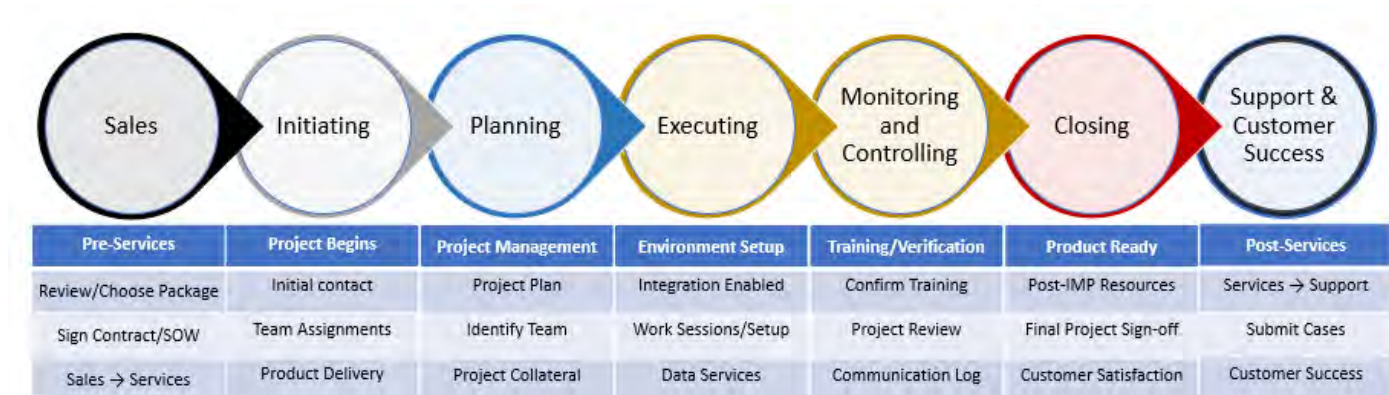 Sales
Initiating
Planning
Executing
Monitoring
and
Controlling
Closing
Support &
Customer
Success
Pre-Services
Project Begins
Project Management
Environment Setup
Training/Verification
Product Ready
Post-Services
Review/Choose Package
Initial contact
Project Plan
Integration Enabled
Confirm Training
Post-IMP Resources
Services → Support
Sign Contract/SOW
Team Assignments
Identify Team
Work Sessions/Setup
Project Review
Final Project Sign-off
Submit Cases
Sales → Services
Product Delivery
Project Collateral
Data Services
Communication Log
Customer Satisfaction
Customer Success